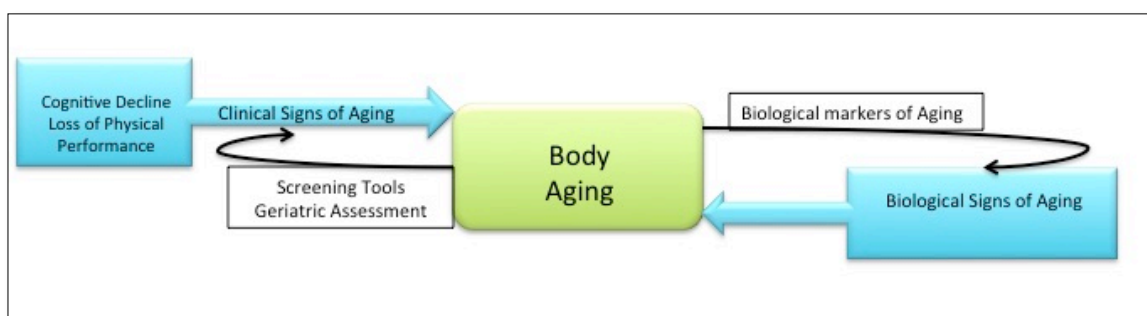 Cognitive Decline
Loss of Physical
Performance
Clinical Signs of Aging
Screening Tools
Geriatric Assessment
Body
Aging
Biological markers of Aging
Biological Signs of Aging